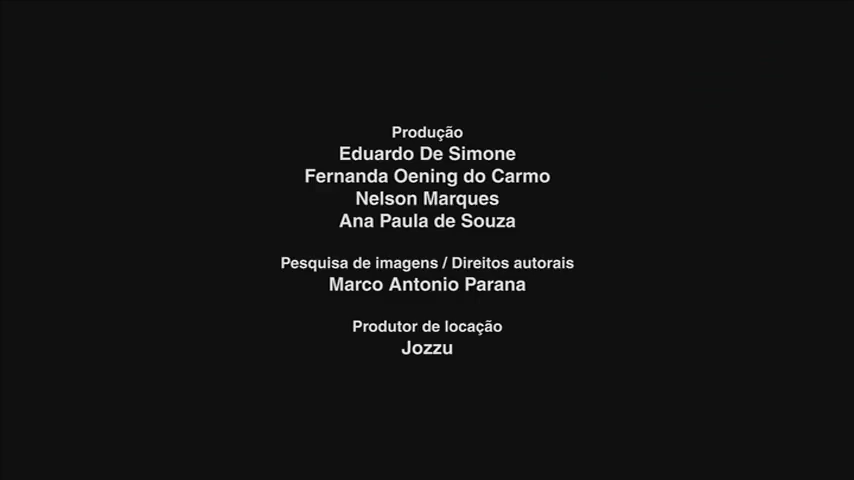 Produção
Eduardo De Simone
Fernanda Oening do Carmo
Nelson Marques
Ana Paula de Souza
Pesquisa de imagens / Direitos autorais
Marco Antonio Parana
Produtor de locação
Jozzu